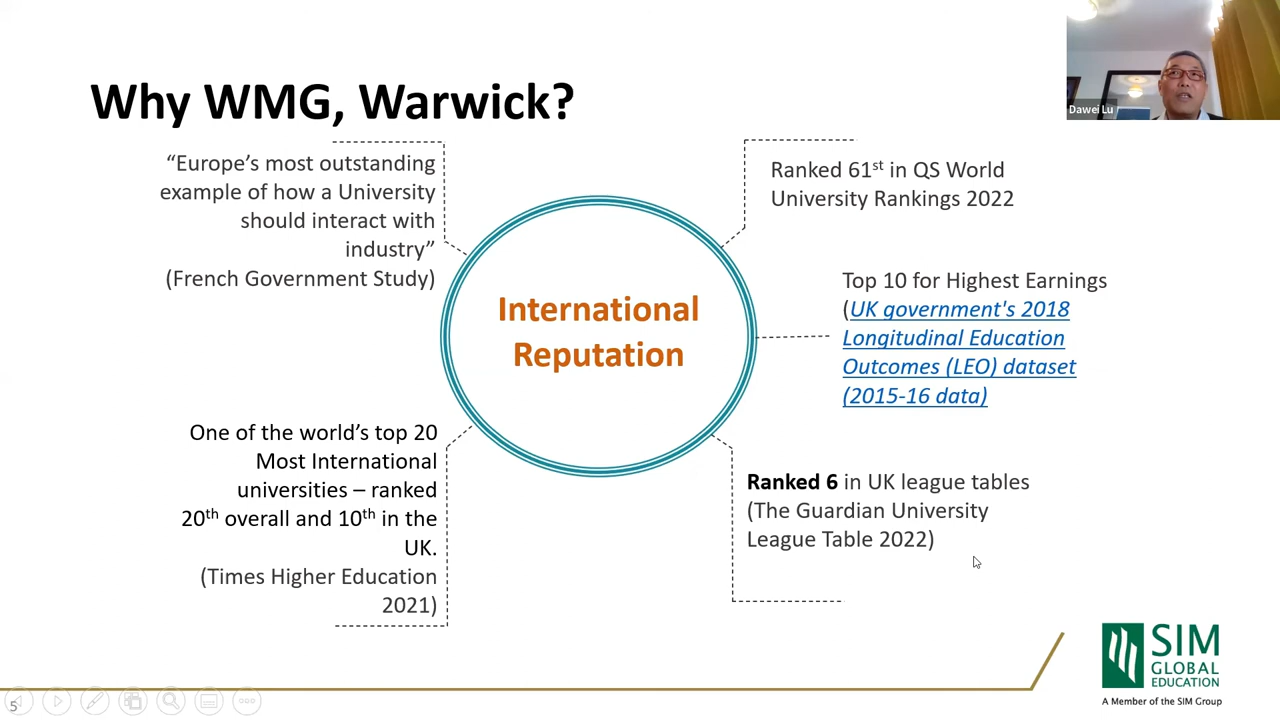 Why WMG, Warwick?
Dawei Lu
“Europe’s most outstanding
example of how a University
should interact with
industry”
(French Government Study)
Ranked 61st in QS World
University Rankings 2022
International
Reputation
Top 10 for Highest Earnings
(UK government's 2018
Longitudinal Education
Outcomes (LEO) dataset
(2015-16 data)
One of the world’s top 20
Most International
universities – ranked
20th overall and 10th in the
UK.
(Times Higher Education
2021)
Ranked 6 in UK league tables
(The Guardian University
League Table 2022)
SIM
GLOBAL
EDUCATION
A Member of the SIM Group
5